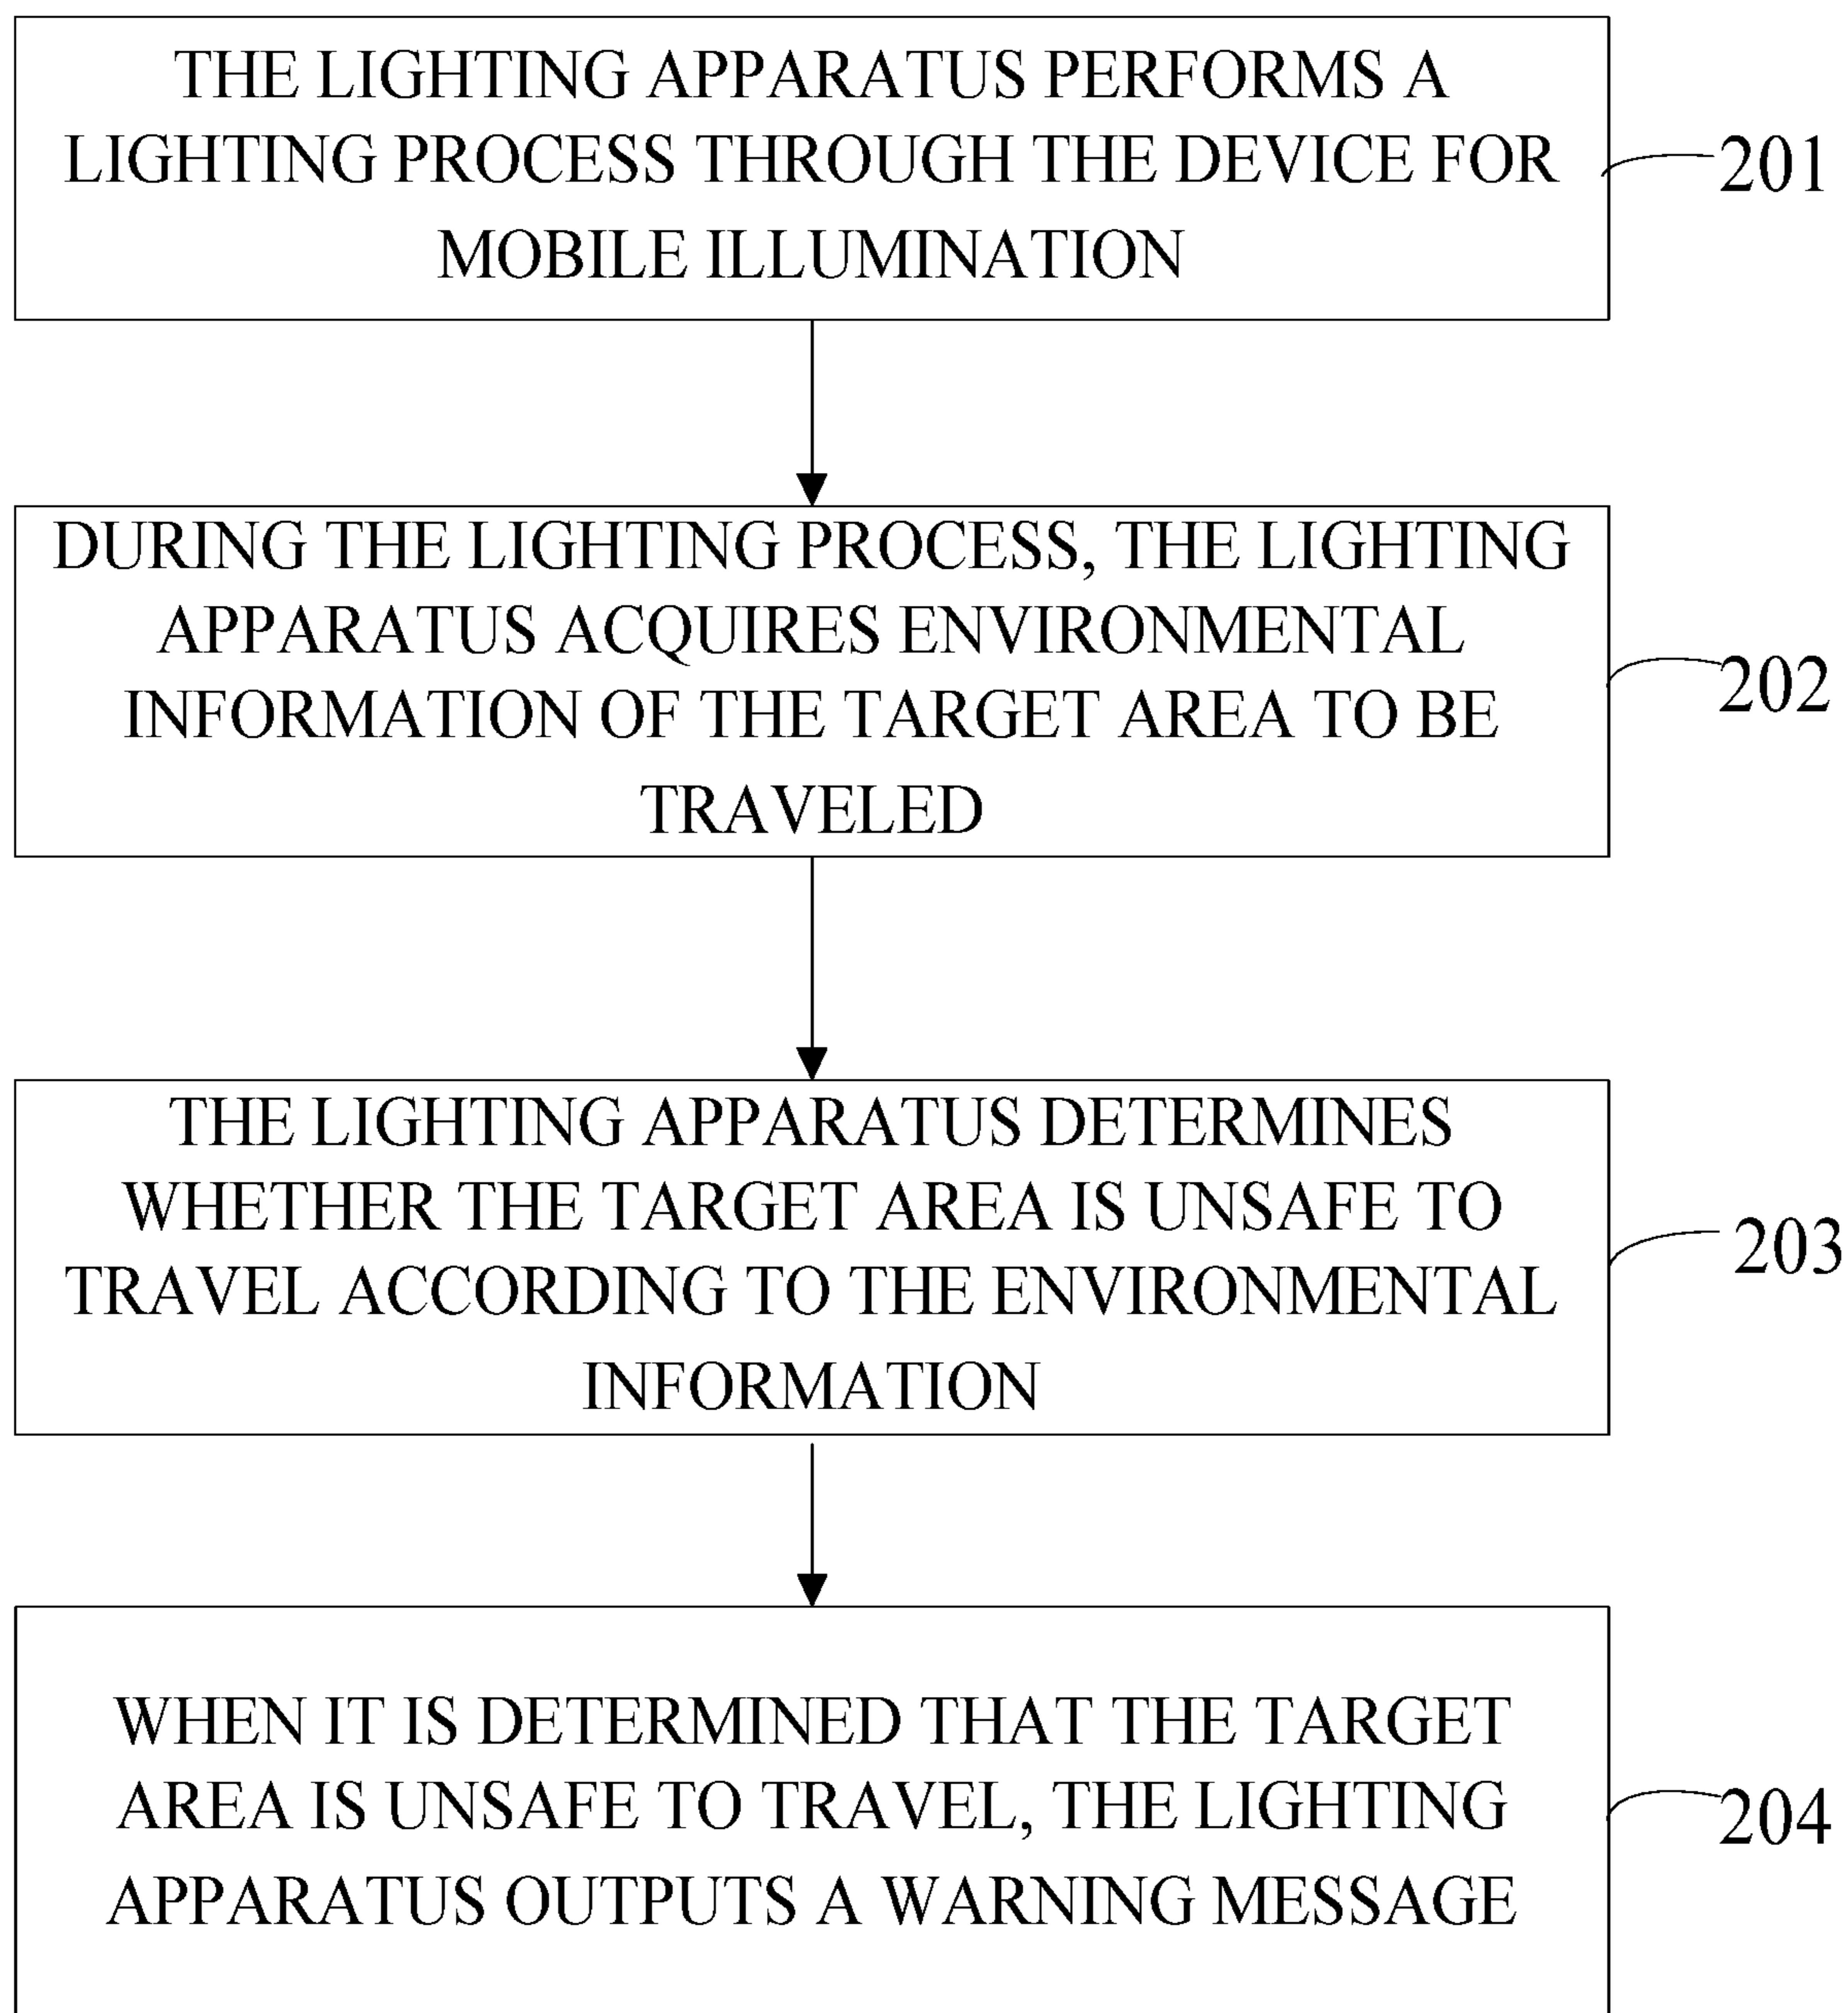 THE LIGHTING APPARATUS PERFORMS A
LIGHTING PROCESS THROUGH THE DEVICE FOR
MOBILE ILLUMINATION
201
DURING THE LIGHTING PROCESS, THE LIGHTING
APPARATUS ACQUIRES ENVIRONMENTAL
INFORMATION OF THE TARGET AREA TO BE
TRAVELED
202
THE LIGHTING APPARATUS DETERMINES
WHETHER THE TARGET AREA IS UNSAFE TO
TRAVEL ACCORDING TO THE ENVIRONMENTAL
INFORMATION
203
WHEN IT IS DETERMINED THAT THE TARGET
AREA IS UNSAFE TO TRAVEL, THE LIGHTING
APPARATUS OUTPUTS A WARNING MESSAGE
204